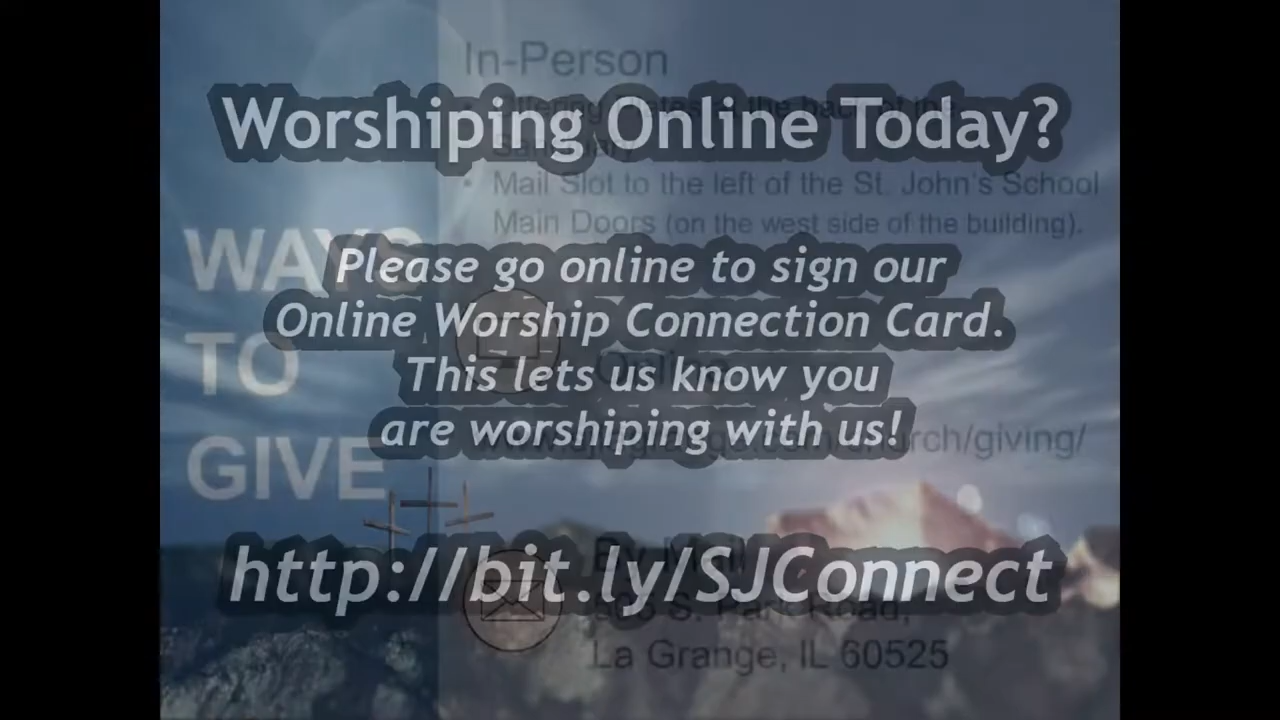 In-Person
Worshiping Online Today?
• Mail Slot to the left of the St. John's School
Main Doors (on the west side of the building).
WAYS
TO
GIVE
Please go online to sign our
Online Worship Connection Card.
This lets us know you
are worshiping with us!
http://bit.ly/SJConnect
By Mail
La Grange, IL 60525